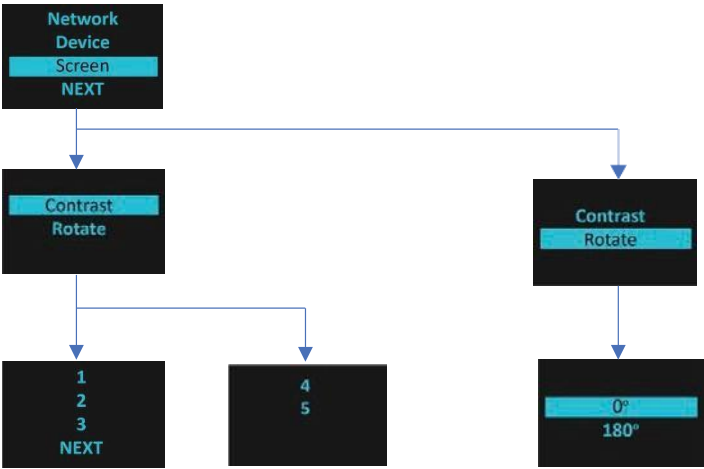 Network
Device
Screen
NEXT
Contrast
Rotate
Contrast
Rotate
1
2
3
NEXT
4
5
0°
180°